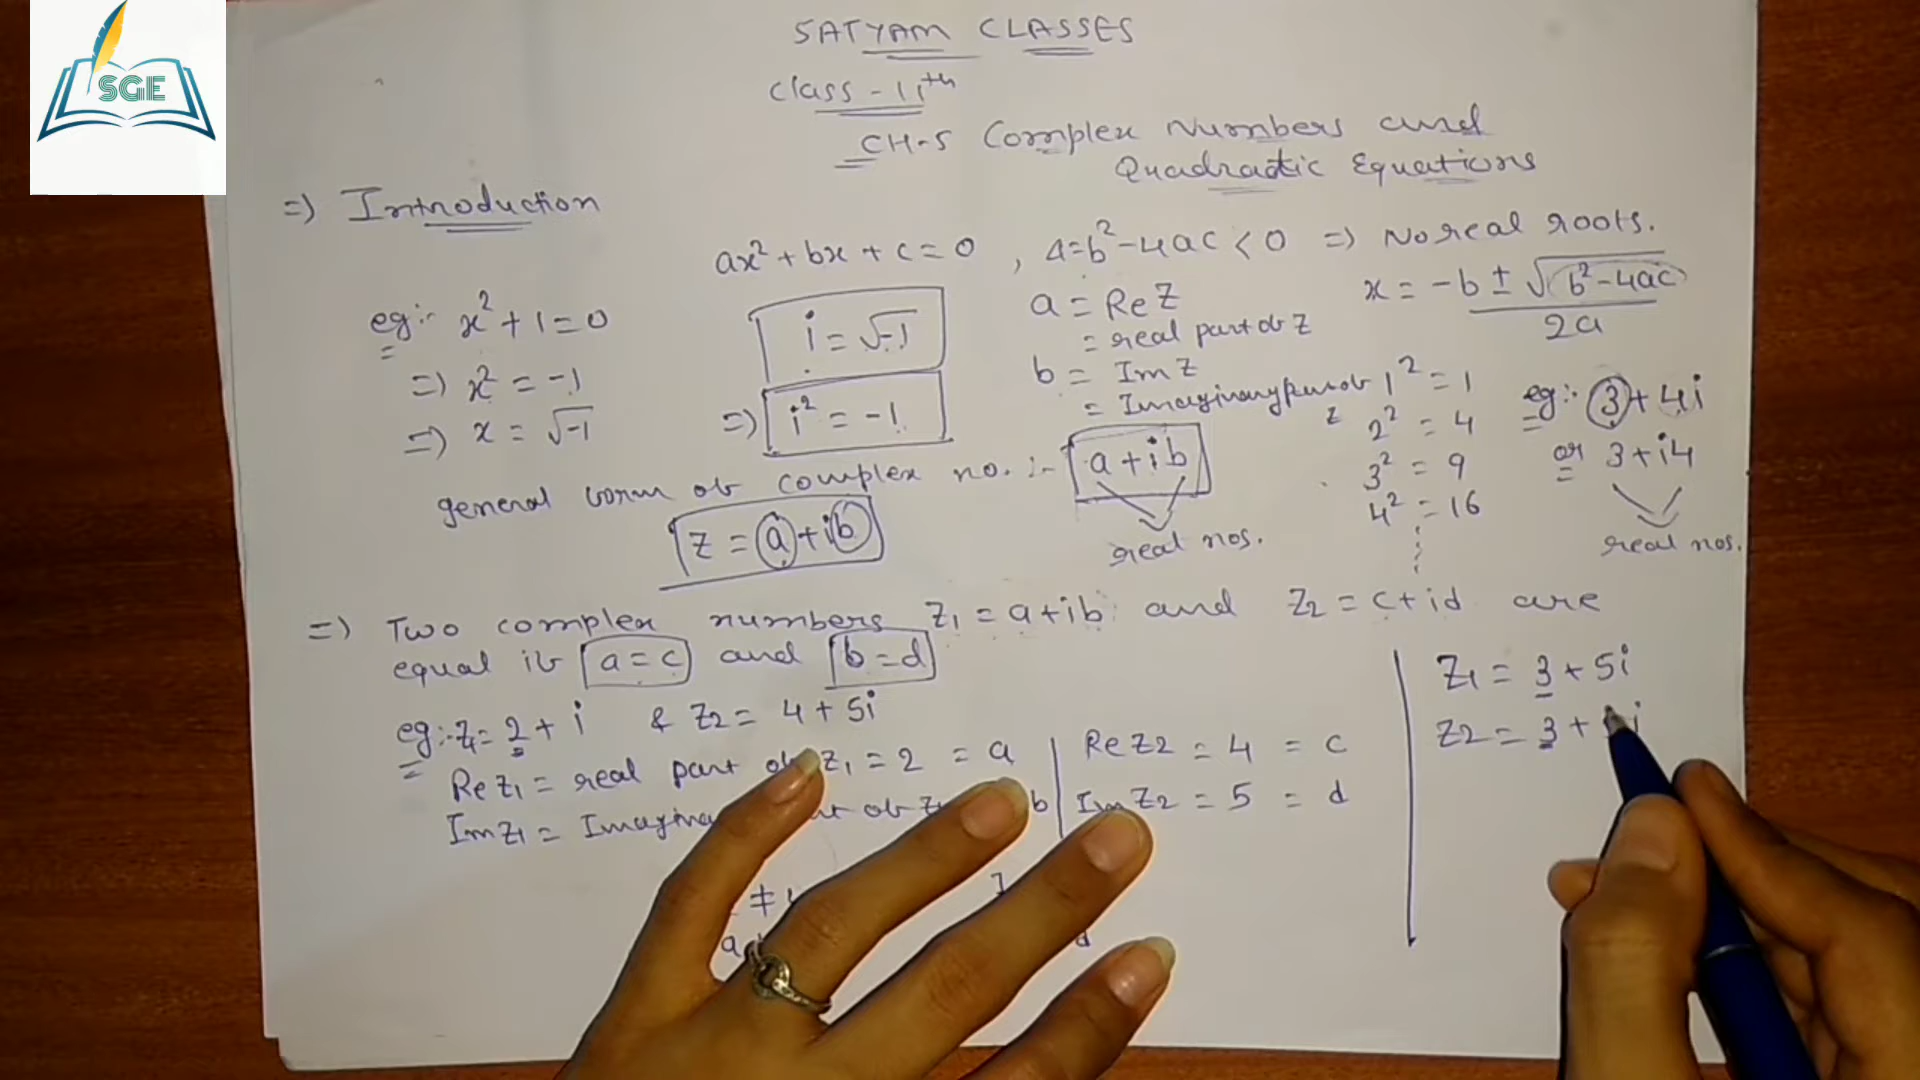 SGE
SATYAM CLASSES
Class - 11th
CH-5 Complex Numbers and
Quadractic Equations
=) Introduction
ax² + bx + c = 0 , Δ=b²-4ac < 0 =) No real roots.
x = -b ± √b²-4ac
2a
eg:- x² + 1 = 0
=) x² = -1
=) x = √-1
i = √-1
=) i² = -1
a = Re Z
= real part of Z
b = Im Z
= Imaginary part of
Z
1² = 1
2² = 4
3² = 9
4² = 16
eg:- 3 + 4i
or 3 + i4
real nos.
general form of complex no. :- a + ib
real nos.
z = a + ib
=) Two complex numbers Z1 = a + ib and Z2 = c + id are
equal if a = c and b = d
eg:- Z1 = 2 + i & Z2 = 4 + 5i
Re Z1 = real part of Z1 = 2 = a
Im Z1 =
b
Re Z2 = 4 = c
Im Z2 = 5 = d
≠
a
d
Z1 = 3 + 5i
Z2 = 3 + i